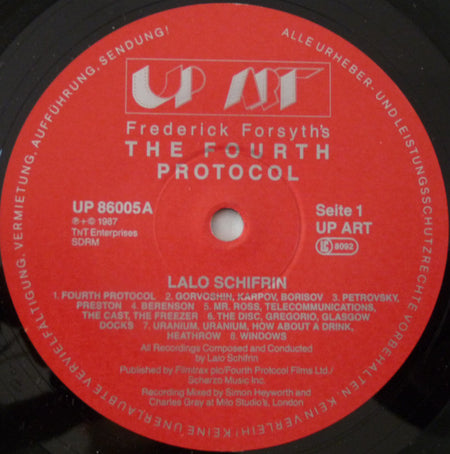 ALLE URHEBER- UND LEISTUNGSSCHUTZRECHTE VORBEHALTEN. KEIN VERLEIH! KEINE UNERLAUBTE VERVIELFÄLTIGUNG, VERMIETUNG, AUFFÜHRUNG, SENDUNG!
UP ART
Frederick Forsyth's
THE FOURTH
PROTOCOL
UP 86005A
℗+© 1987
TNT Enterprises
SDRM
Seite 1
UP ART
LC 8092
LALO SCHIFRIN
1. FOURTH PROTOCOL 2. GORVOSHIN, KARPOV, BORISOV 3. PETROVSKY,
PRESTON 4. BERENSON 5. MR. ROSS, TELECOMMUNICATIONS,
THE CAST, THE FREEZER 6. THE DISC, GREGORIO, GLASGOW
DOCKS 7. URANIUM, URANIUM, HOW ABOUT A DRINK,
HEATHROW 8. WINDOWS
All Recordings Composed and Conducted
by Lalo Schifrin
Published by Filmtrax plc/Fourth Protocol Films Ltd./
Scherzo Music Inc.
Recording Mixed by Simon Heyworth and
Charles Gray at Milo Studio's, London